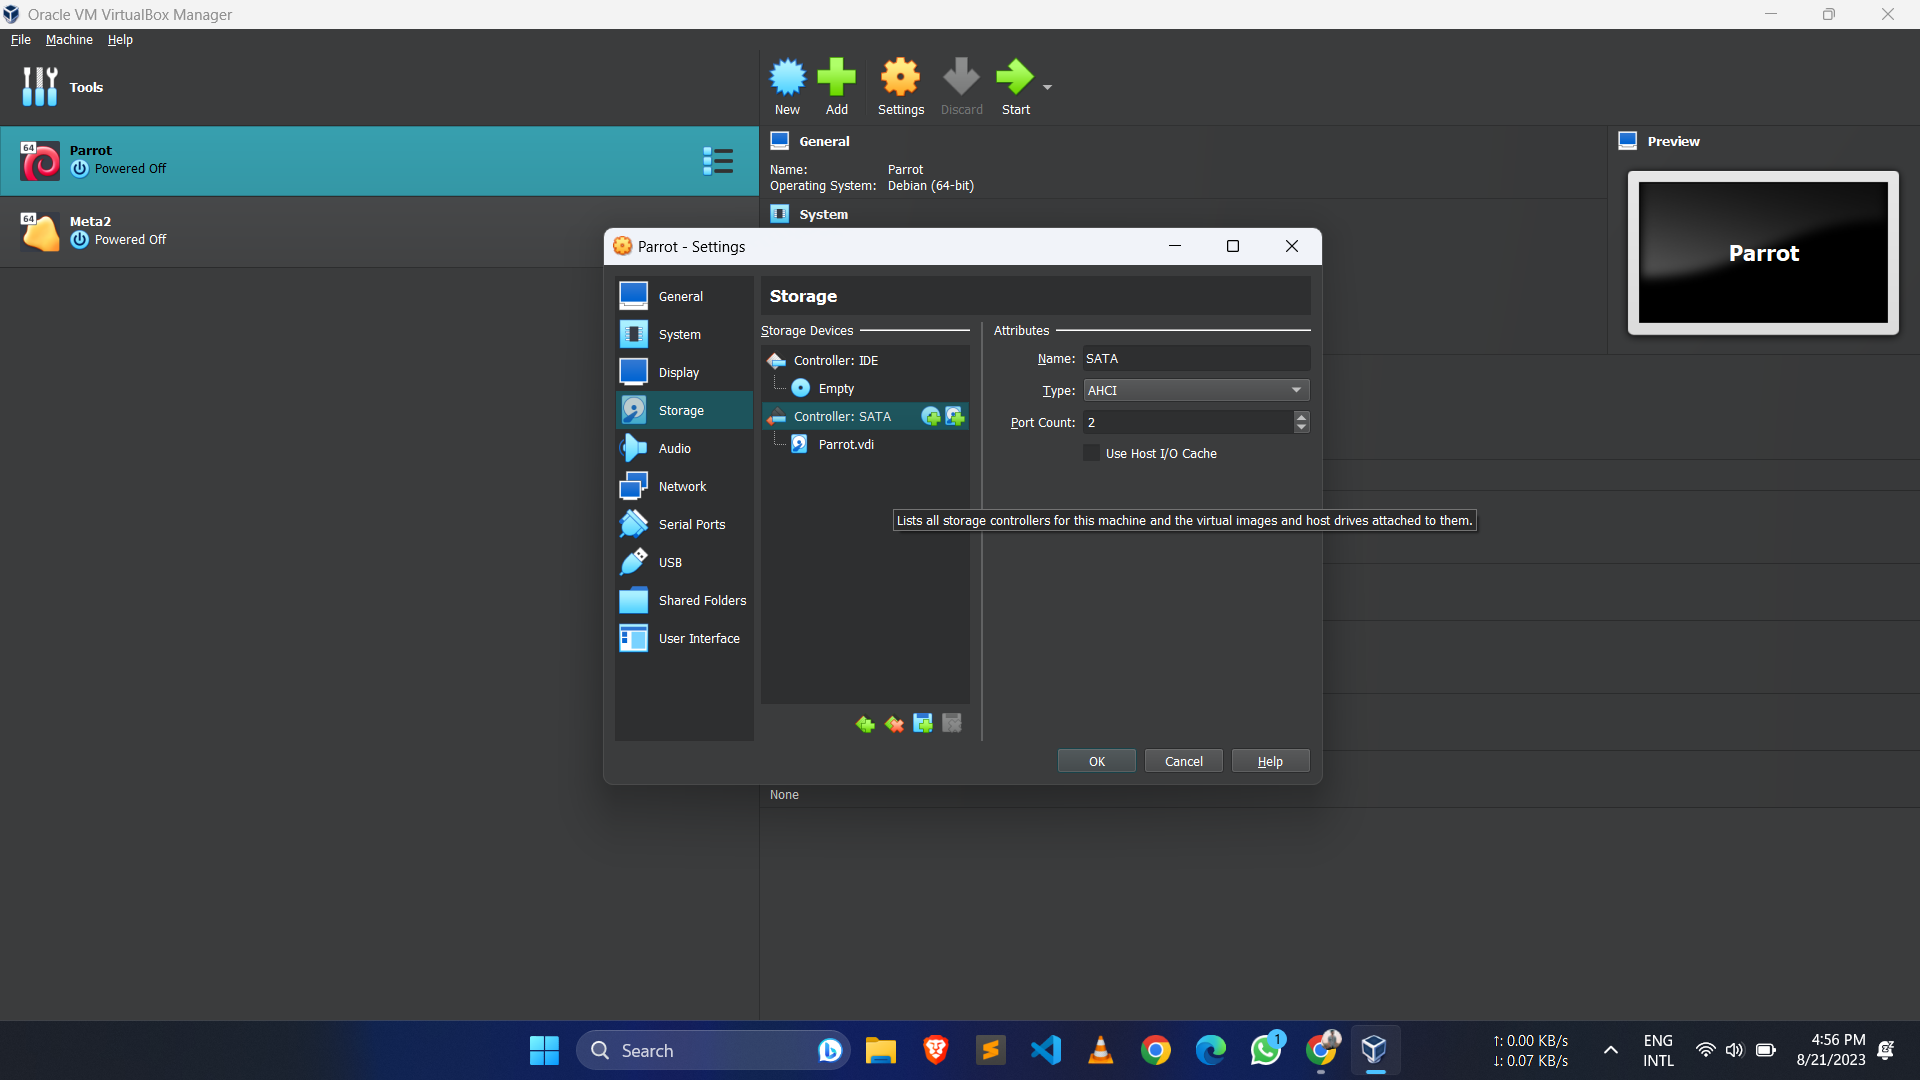 Oracle VM VirtualBox Manager
File Machine Help
Tools
New Add Settings Discard Start
64 Parrot
Powered Off
64 Meta2
Powered Off
General
Name: Parrot
Operating System: Debian (64-bit)
System
Preview
Parrot
Parrot - Settings
General
System
Display
Storage
Audio
Network
Serial Ports
USB
Shared Folders
User Interface
Storage
Storage Devices
Controller: IDE
Empty
Controller: SATA
Parrot.vdi
Attributes
Name: SATA
Type: AHCI
Port Count: 2
Use Host I/O Cache
Lists all storage controllers for this machine and the virtual images and host drives attached to them.
OK Cancel Help
None
Search
1
↑: 0.00 KB/s
↓: 0.07 KB/s
ENG
INTL
4:56 PM
8/21/2023